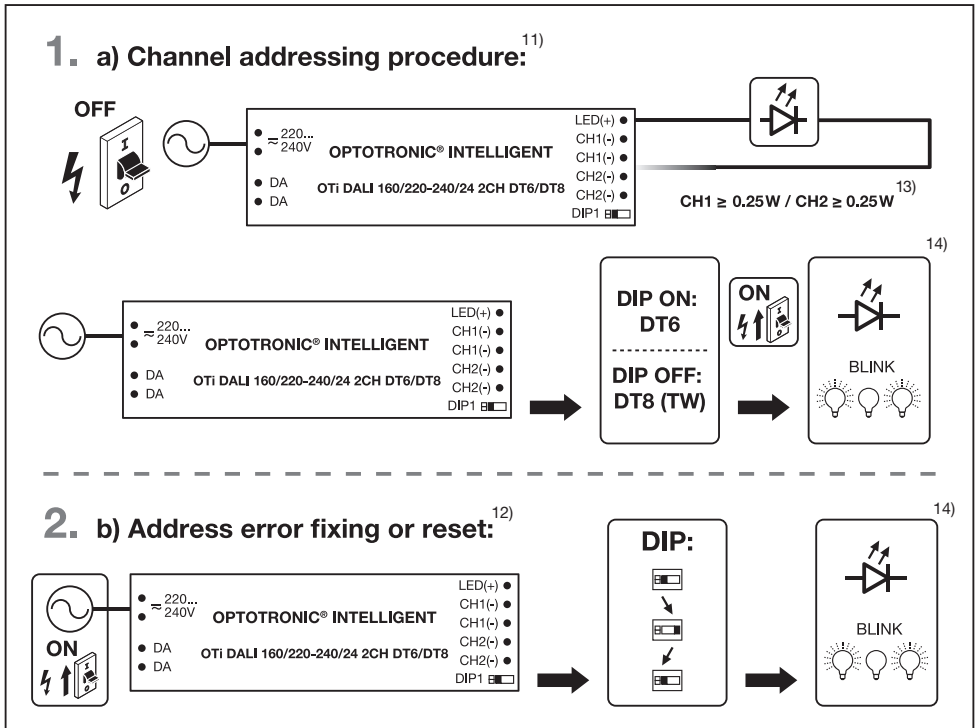 1. a) Channel addressing procedure:11)
OFF
I
O
≂ 220...
240V
DA
DA
OPTOTRONIC® INTELLIGENT
OTi DALI 160/220-240/24 2CH DT6/DT8
LED(+)
CH1(-)
CH1(-)
CH2(-)
CH2(-)
DIP1
CH1 ≥ 0.25W / CH2 ≥ 0.25W 13)
≂ 220...
240V
DA
DA
OPTOTRONIC® INTELLIGENT
OTi DALI 160/220-240/24 2CH DT6/DT8
LED(+)
CH1(-)
CH1(-)
CH2(-)
CH2(-)
DIP1
DIP ON:
DT6
DIP OFF:
DT8 (TW)
ON
14)
BLINK
2. b) Address error fixing or reset:12)
ON
≂ 220...
240V
DA
DA
OPTOTRONIC® INTELLIGENT
OTi DALI 160/220-240/24 2CH DT6/DT8
LED(+)
CH1(-)
CH1(-)
CH2(-)
CH2(-)
DIP1
DIP:
14)
BLINK